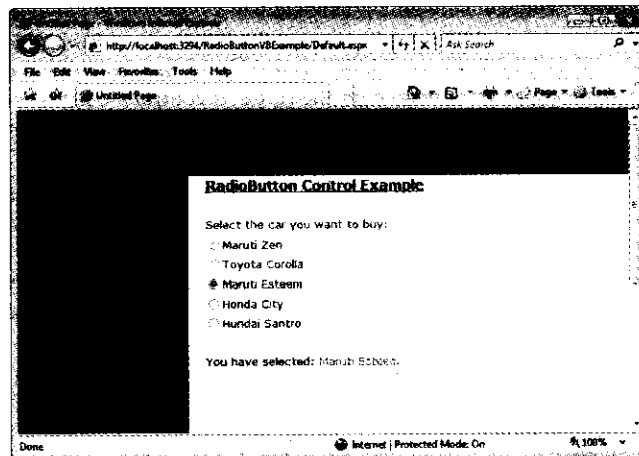 http://localhost:3294/RadioButtonVBExample/Default.aspx
Ask Search
File Edit View Favorites Tools Help
Untitled Page
Page
Tools
RadioButton Control Example
Select the car you want to buy:
Maruti Zen
Toyota Corolla
Maruti Esteem
Honda City
Hundai Santro
You have selected: Maruti Esteem
Done
Internet | Protected Mode: On
108%